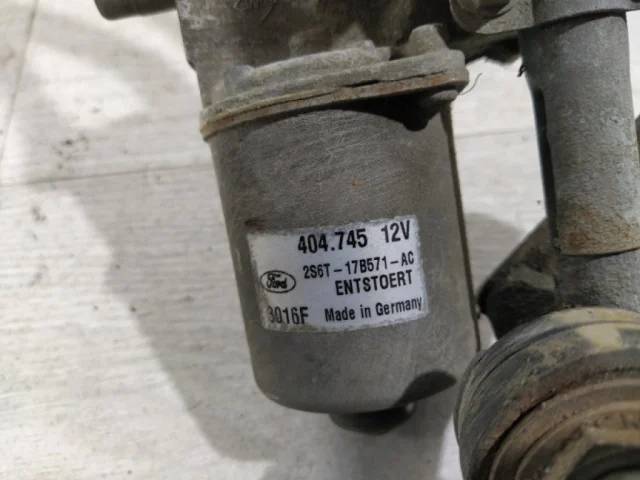 404.745 12V
2S6T-17B571-AC
Ford ENTSTOERT
3016F Made in Germany